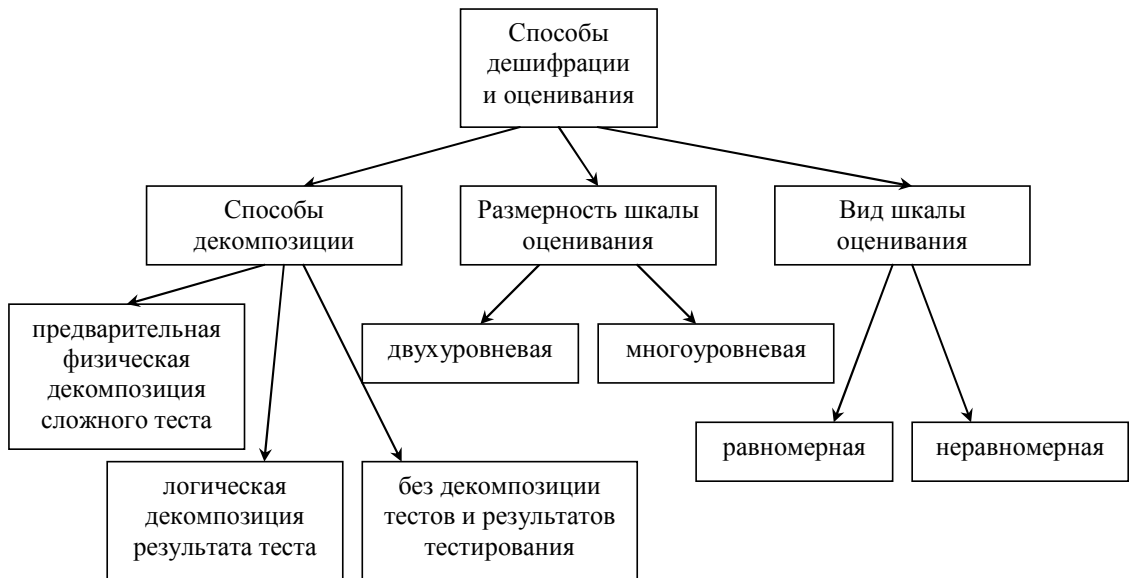 Способы
дешифрации
и оценивания
Способы
декомпозиции
Размерность шкалы
оценивания
Вид шкалы
оценивания
предварительная
физическая
декомпозиция
сложного теста
двухуровневая
многоуровневая
равномерная
неравномерная
логическая
декомпозиция
результата теста
без декомпозиции
тестов и результатов
тестирования